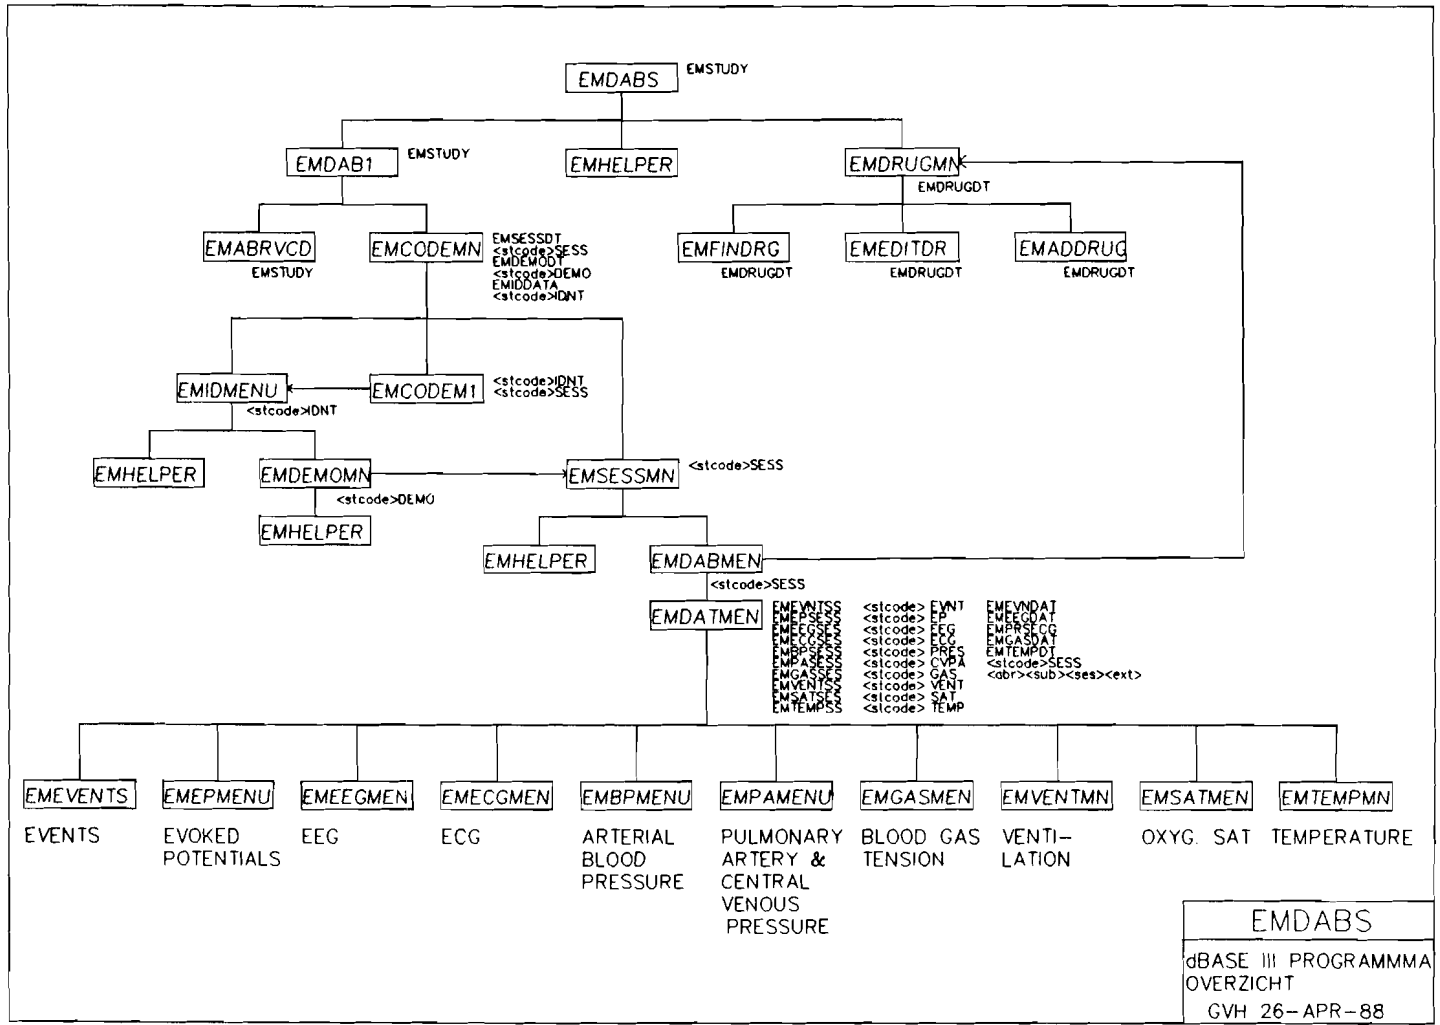 EMDABS
EMSTUDY
EMDAB1
EMSTUDY
EMHELPER
EMDRUGMN
EMDRUGDT
EMABRVCD
EMSTUDY
EMCODEMN
EMSESSDT
<stcode>SESS
EMDEMODT
<stcode>DEMO
EMIDDATA
<stcode>IDNT
EMFINDRG
EMDRUGDT
EMEDITDR
EMDRUGDT
EMADDRUG
EMDRUGDT
EMIDMENU
<stcode>IDNT
EMCODEM1
<stcode>IDNT
<stcode>SESS
EMHELPER
EMDEMOMN
<stcode>DEMO
EMSESSMN
<stcode>SESS
EMHELPER
EMHELPER
EMDABMEN
<stcode>SESS
EMDATMEN
EMEVNTSS <stcode> EVNT EMEVNDAT
EMEPSESS <stcode> EP EMEEGDAT
EMEEGSES <stcode> EEG EMPRSECG
EMECGSES <stcode> ECG EMGASDAT
EMBPSESS <stcode> PRES EMTEMPDT
EMPASESS <stcode> CVPA <stcode>SESS
EMGASSES <stcode> GAS <abr><sub><ses><ext>
EMVENTSS <stcode> VENT
EMSATSES <stcode> SAT
EMTEMPSS <stcode> TEMP
EMEVENTS
EMEPMENU
EMEEGMEN
EMECGMEN
EMBPMENU
EMPAMENU
EMGASMEN
EMVENTMN
EMSATMEN
EMTEMPMN
EVENTS
EVOKED
POTENTIALS
EEG
ECG
ARTERIAL
BLOOD
PRESSURE
PULMONARY
ARTERY &
CENTRAL
VENOUS
PRESSURE
BLOOD GAS
TENSION
VENTI-
LATION
OXYG. SAT
TEMPERATURE
EMDABS
dBASE III PROGRAMMMA
OVERZICHT
GVH 26-APR-88